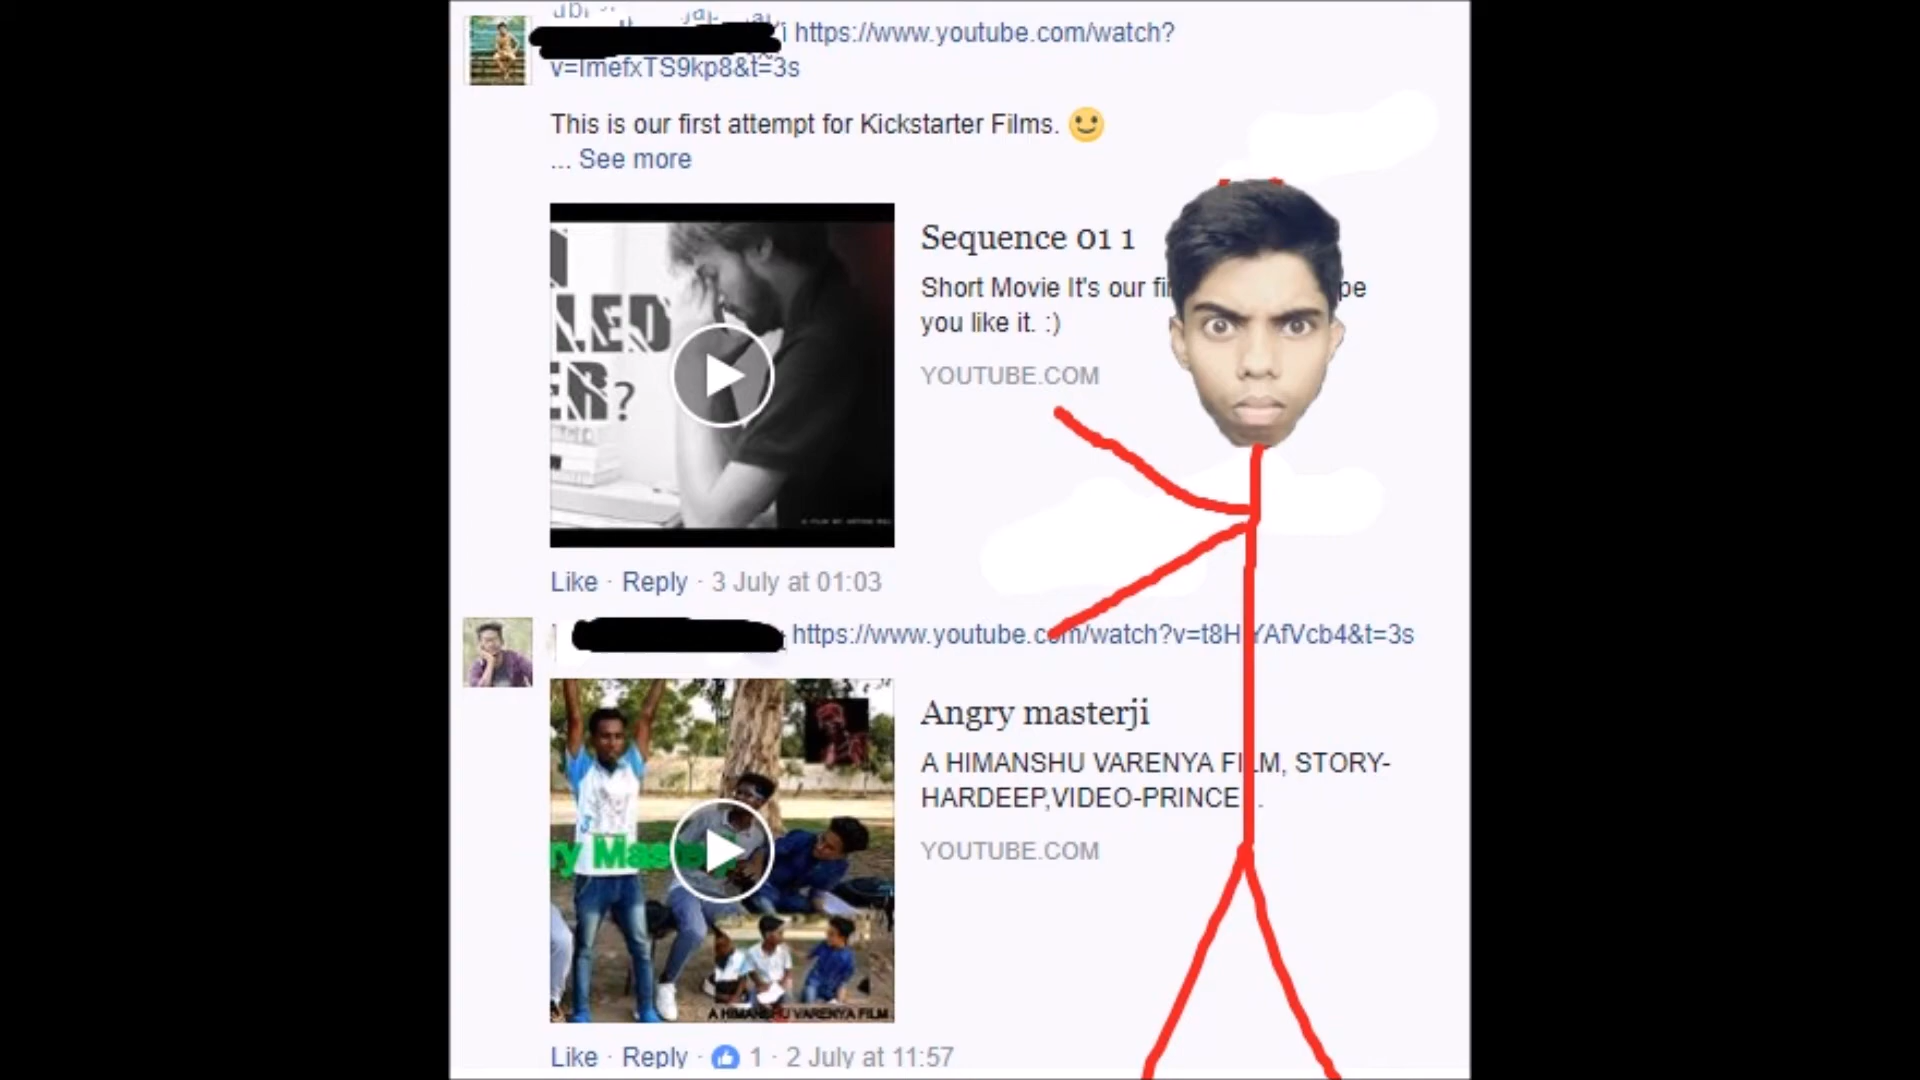 https://www.youtube.com/watch?
v=ImefxTS9kp8&t=3s
This is our first attempt for Kickstarter Films.
... See more
LED
ER?
Sequence 01 1
Short Movie It's our
you like it. :)
YOUTUBE.COM
Like · Reply · 3 July at 01:03
https://www.youtube.com/watch?v=t8H YAfVcb4&t=3s
Angry masterji
A HIMANSHU VARENYA FILM, STORY-
HARDEEP,VIDEO-PRINCE
YOUTUBE.COM
A HIMANSHU VARENYA FILM
Like · Reply · 1 · 2 July at 11:57